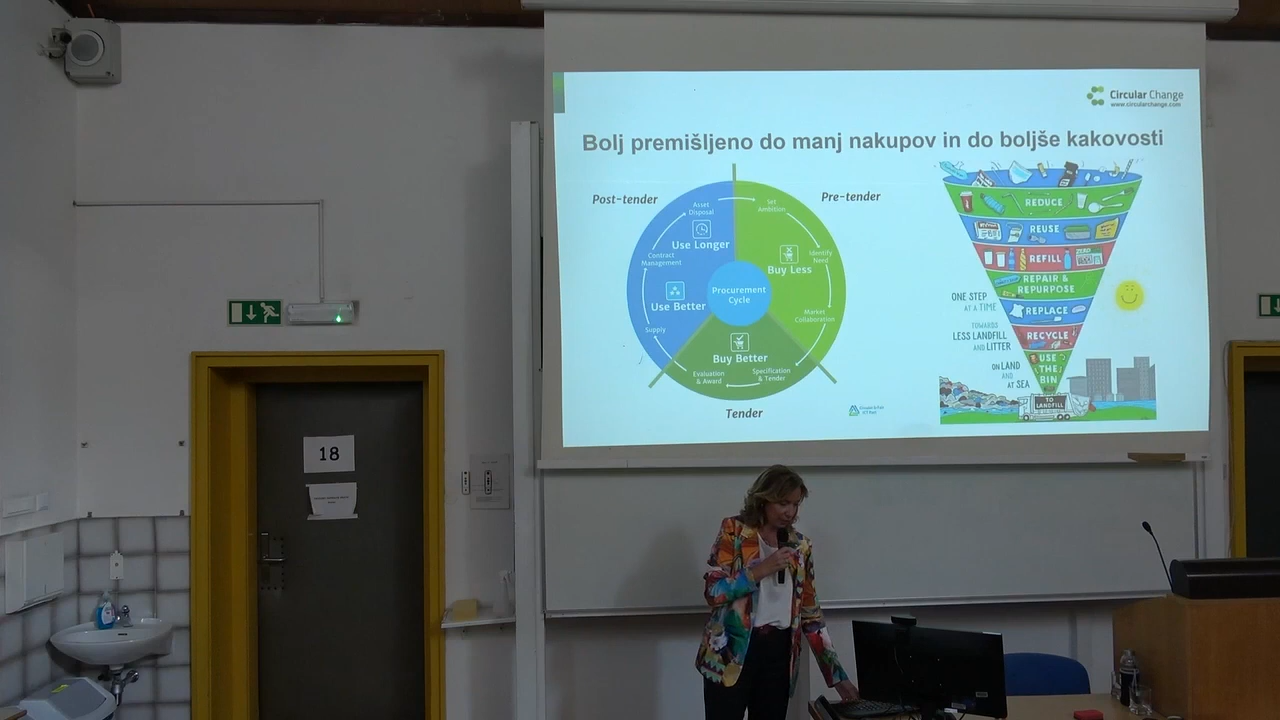 Circular Change
www.circularchange.com
Bolj premišljeno do manj nakupov in do boljše kakovosti
Post-tender
Pre-tender
Asset
Disposal
Set
Ambition
Use Longer
Contract
Management
Identify
Need
Buy Less
Procurement
Cycle
Use Better
Supply
Market
Collaboration
Buy Better
Evaluation
& Award
Specification
& Tender
Tender
REDUCE
REUSE
REFILL
REPAIR &
REPURPOSE
REPLACE
RECYCLE
USE
THE
BIN
TO
LANDFILL
ONE STEP
AT A TIME
TOWARDS
LESS LANDFILL
AND LITTER
ON LAND
AND
AT SEA
18